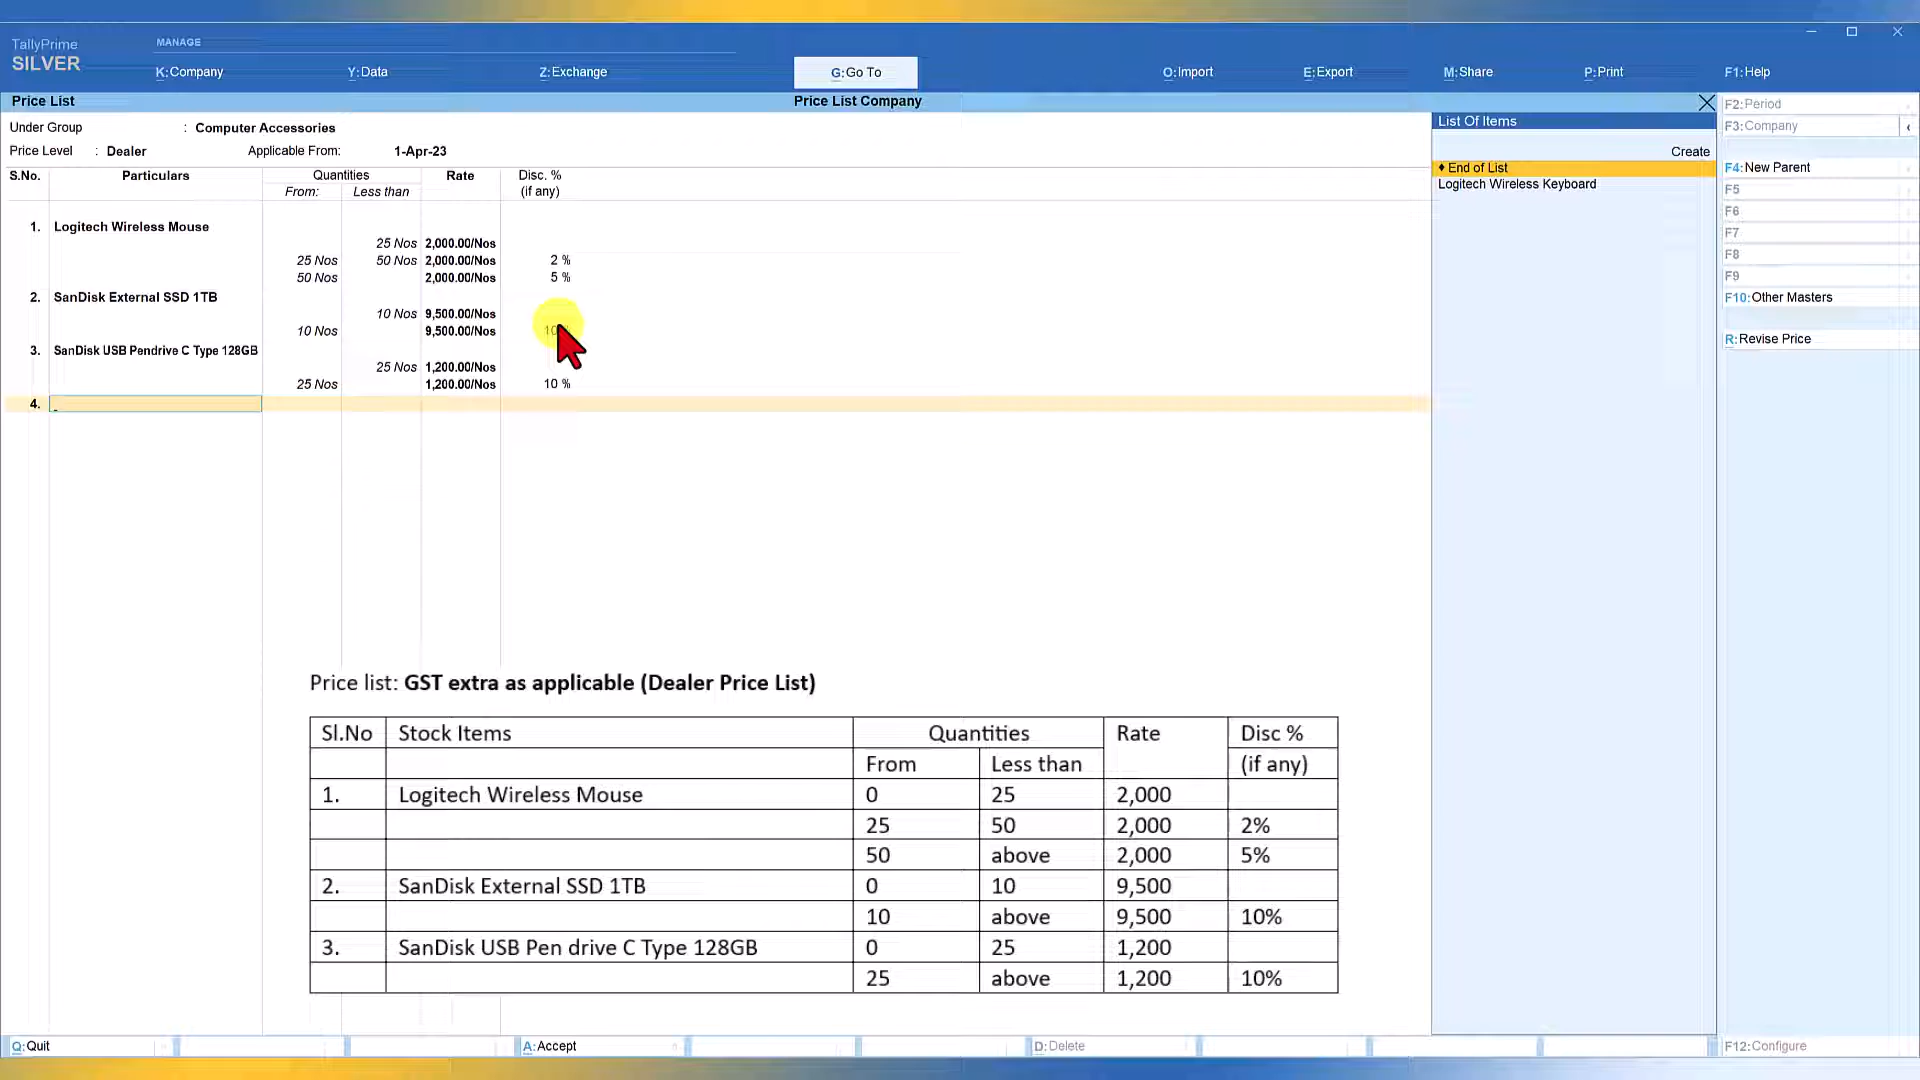 TallyPrime
SILVER
MANAGE
K:Company
Y:Data
Z:Exchange
G:Go To
O:Import
E:Export
M:Share
P:Print
F1:Help
Price List
Price List Company
Under Group : Computer Accessories
Price Level : Dealer Applicable From: 1-Apr-23
S.No. Particulars Quantities Rate Disc. %
From: Less than (if any)
1. Logitech Wireless Mouse
25 Nos 2,000.00/Nos
25 Nos 50 Nos 2,000.00/Nos 2 %
50 Nos 2,000.00/Nos 5 %
2. SanDisk External SSD 1TB
10 Nos 9,500.00/Nos
10 Nos 9,500.00/Nos 10
3. SanDisk USB Pendrive C Type 128GB
25 Nos 1,200.00/Nos
25 Nos 1,200.00/Nos 10 %
4.
List Of Items
Create
♦ End of List
Logitech Wireless Keyboard
F2:Period
F3:Company
F4:New Parent
F5
F6
F7
F8
F9
F10:Other Masters
R:Revise Price
Price list: GST extra as applicable (Dealer Price List)
Sl.No Stock Items Quantities Rate Disc %
From Less than (if any)
1. Logitech Wireless Mouse 0 25 2,000
25 50 2,000 2%
50 above 2,000 5%
2. SanDisk External SSD 1TB 0 10 9,500
10 above 9,500 10%
3. SanDisk USB Pen drive C Type 128GB 0 25 1,200
25 above 1,200 10%
Q:Quit
A:Accept
D:Delete
F12:Configure